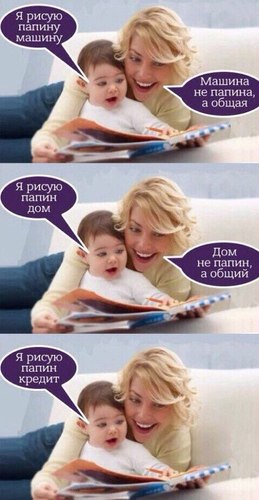 Я рисую
папину
машину
Машина
не папина,
а общая
Я рисую
папин
дом
Дом
не папин,
а общий
Я рисую
папин
кредит